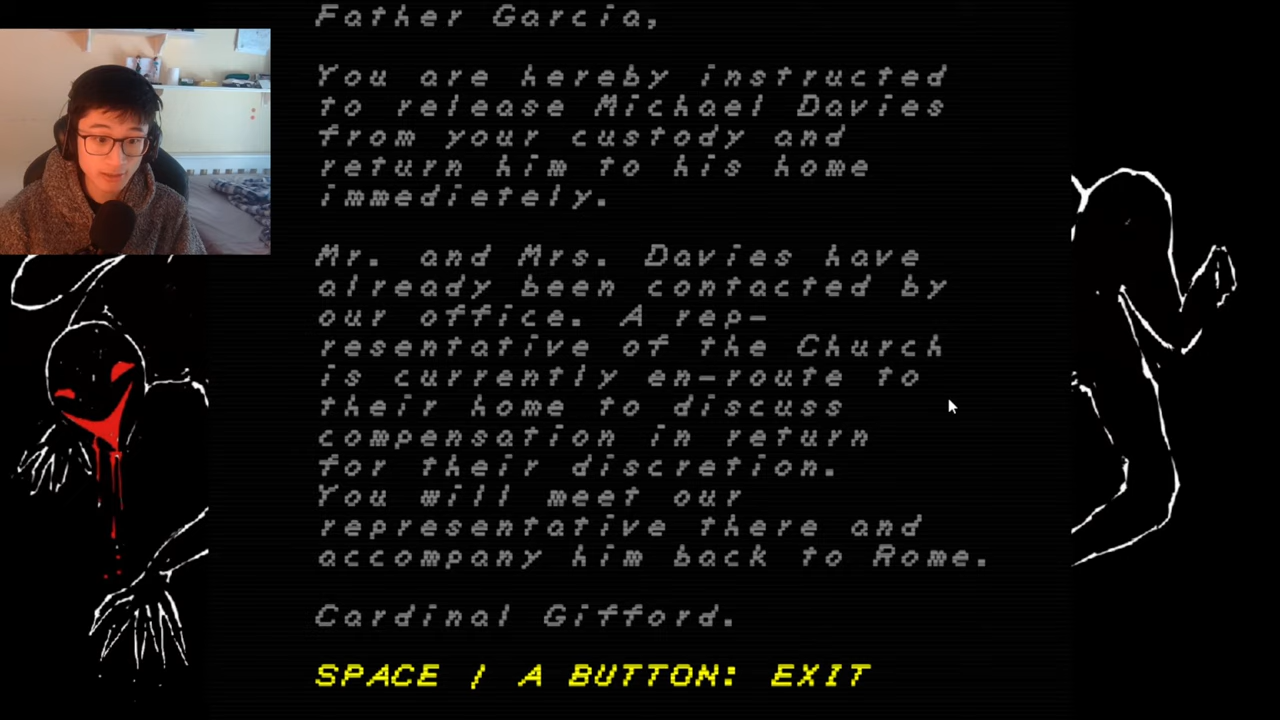 Father Garcia,
You are hereby instructed
to release Michael Davies
from your custody and
return him to his home
immedietely.
Mr. and Mrs. Davies have
already been contacted by
our office. A rep-
resentative of the Church
is currently en-route to
their home to discuss
compensation in return
for their discretion.
You will meet our
representative there and
accompany him back to Rome.
Cardinal Gifford.
SPACE / A BUTTON: EXIT